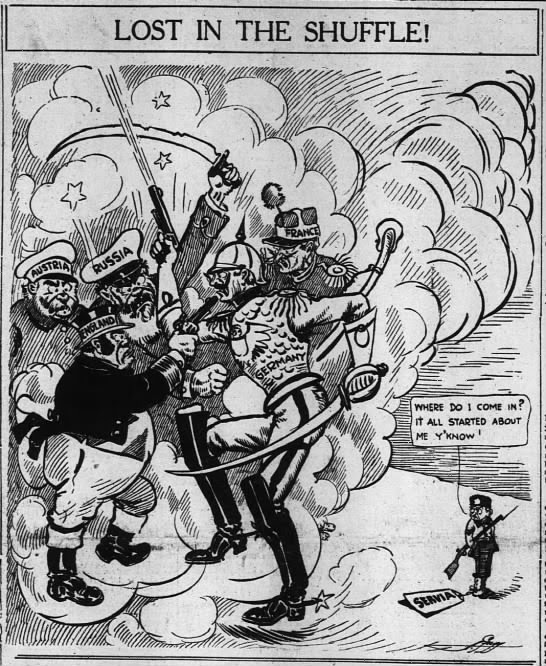 LOST IN THE SHUFFLE!
AUSTRIA
RUSSIA
FRANCE
ENGLAND
GERMANY
WHERE DO I COME IN?
IT ALL STARTED ABOUT
ME Y'KNOW!
SERVIA